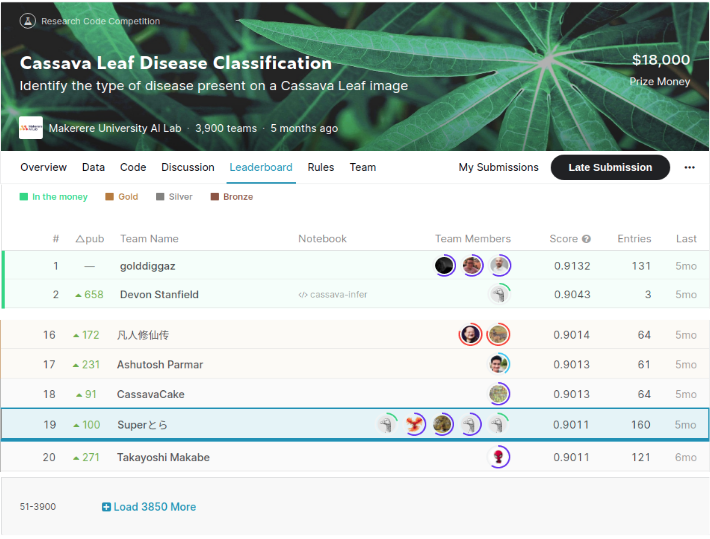 Research Code Competition
Cassava Leaf Disease Classification
$18,000
Identify the type of disease present on a Cassava Leaf image
Prize Money
Makerere University AI Lab · 3,900 teams · 5 months ago
Overview Data Code Discussion Leaderboard Rules Team My Submissions Late Submission
In the money Gold Silver Bronze
# △pub Team Name Notebook Team Members Score Entries Last
1 — golddiggaz 0.9132 131 5mo
2 658 Devon Stanfield </> cassava-infer 0.9043 3 5mo
16 172 凡人修仙传 0.9014 64 5mo
17 231 Ashutosh Parmar 0.9013 61 5mo
18 91 CassavaCake 0.9013 64 5mo
19 100 Superとら 0.9011 160 5mo
20 271 Takayoshi Makabe 0.9011 121 6mo
51-3900 Load 3850 More